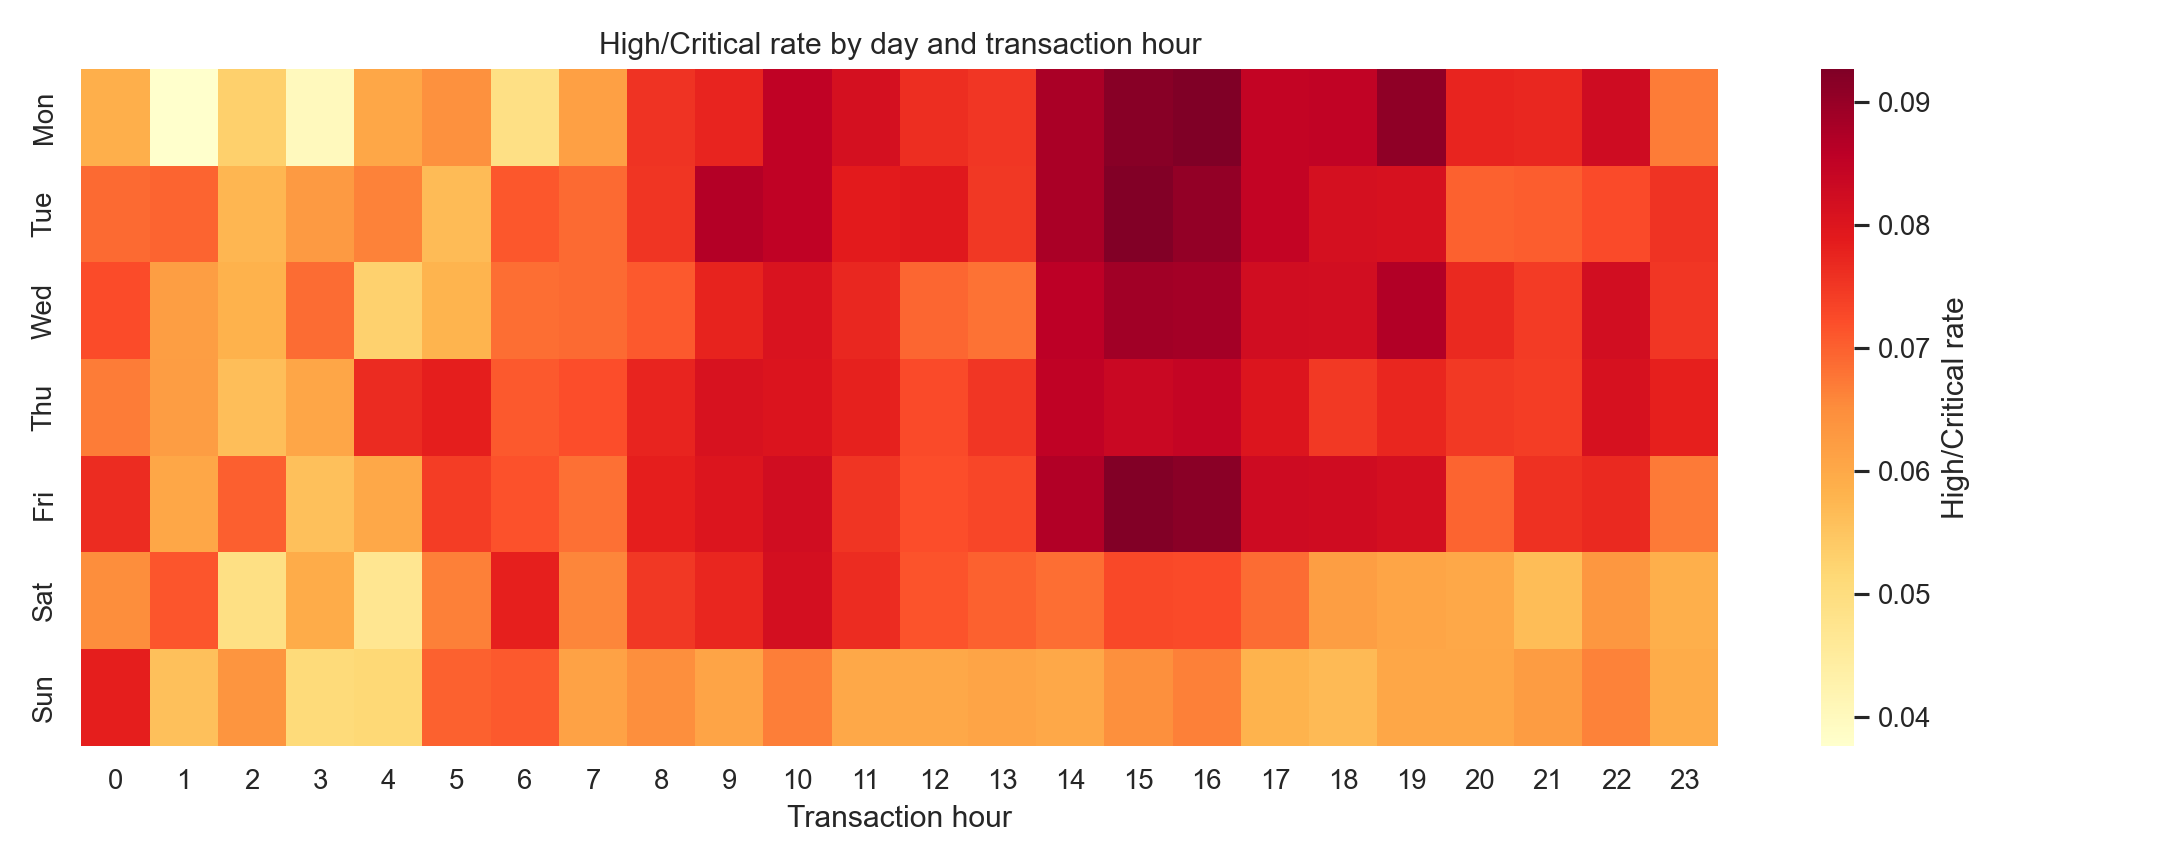 High/Critical rate by day and transaction hour
Mon
Tue
Wed
Thu
Fri
Sat
Sun
0 1 2 3 4 5 6 7 8 9 10 11 12 13 14 15 16 17 18 19 20 21 22 23
Transaction hour
0.09
0.08
0.07
0.06
0.05
0.04
High/Critical rate